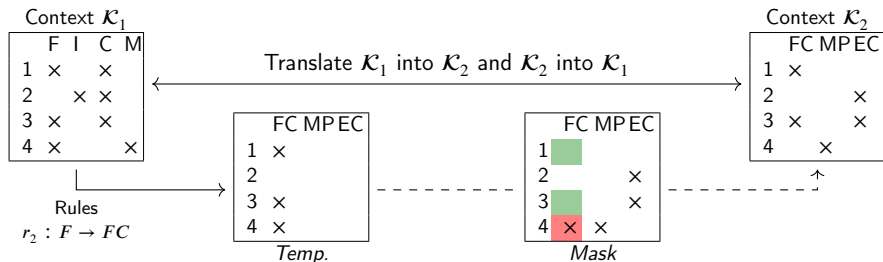 Context 𝒦₁
F I C M
1 × ×
2 × ×
3 × ×
4 × ×
Translate 𝒦₁ into 𝒦₂ and 𝒦₂ into 𝒦₁
Context 𝒦₂
FC MP EC
1 ×
2 ×
3 × ×
4 ×
Rules
r₂ : F → FC
FC MP EC
1 ×
2
3 ×
4 ×
Temp.
FC MP EC
1
2 ×
3 ×
4 × ×
Mask